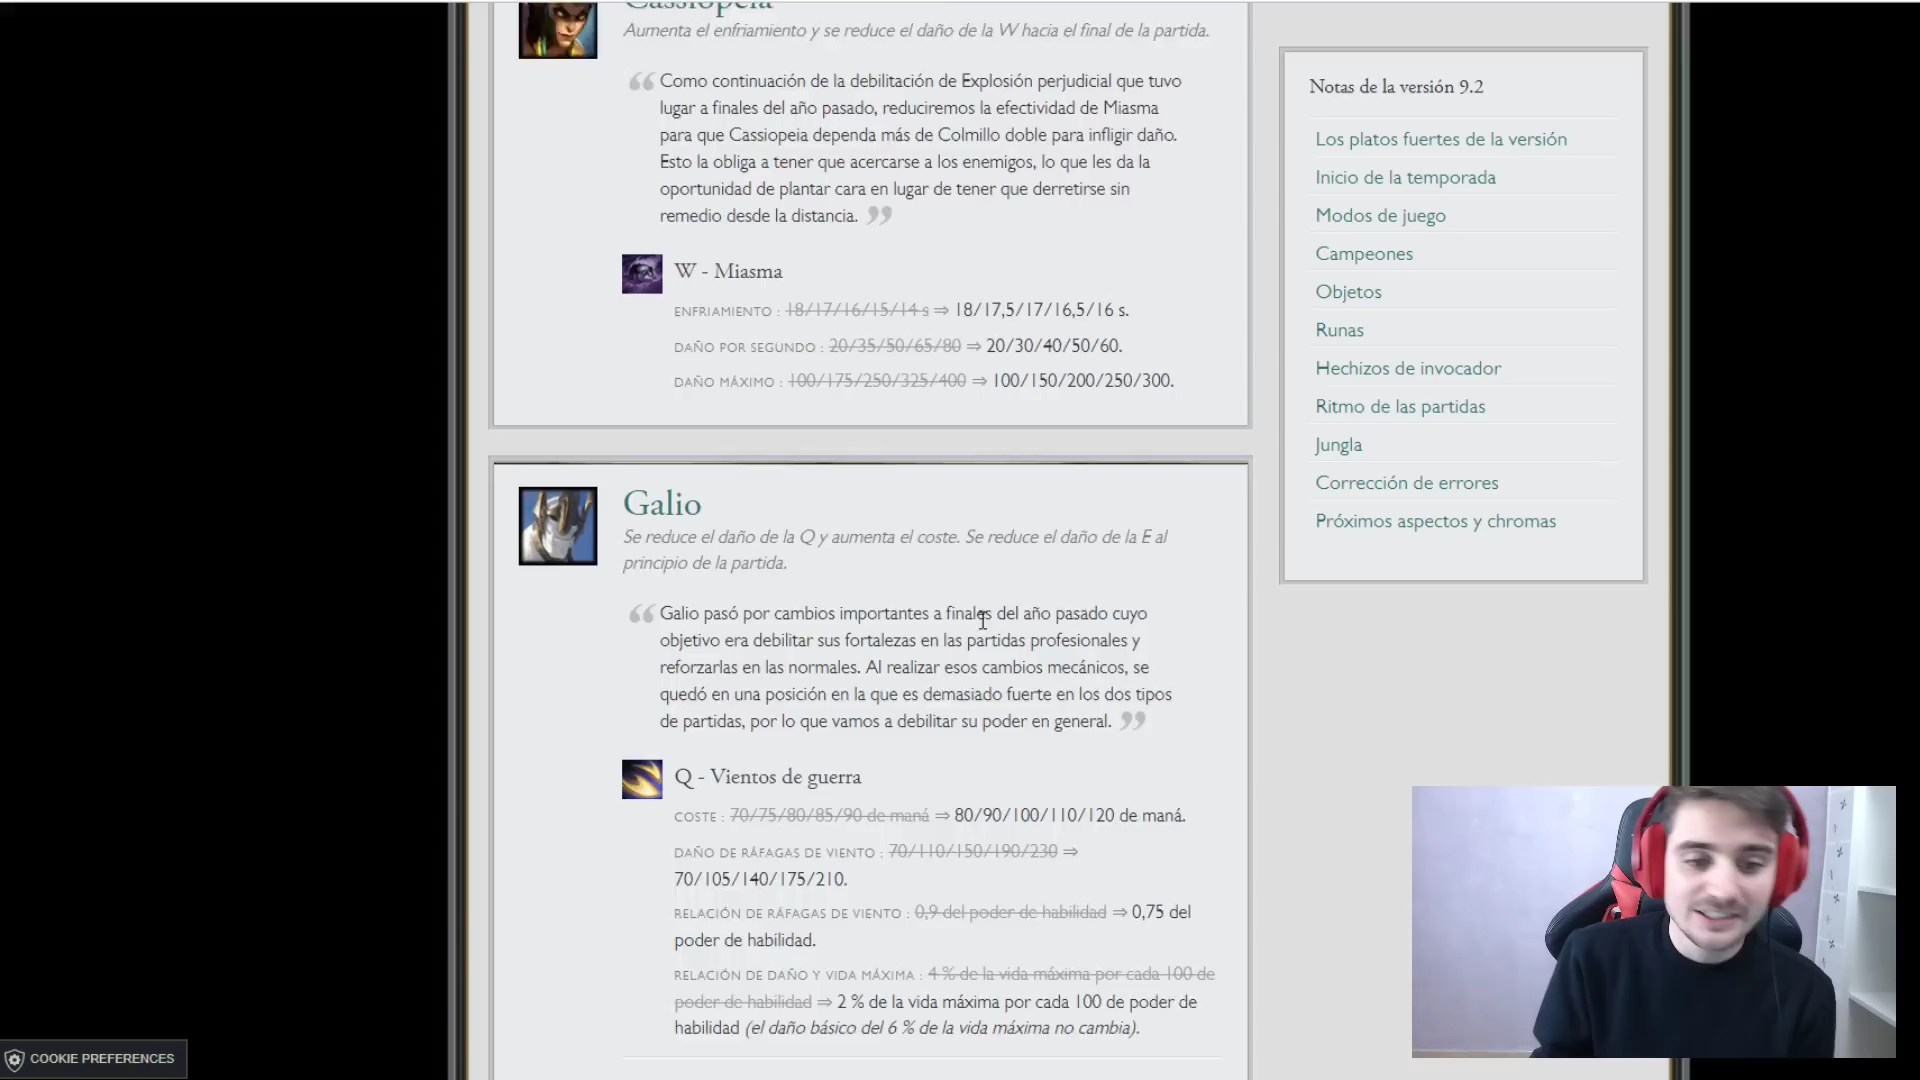 Cassiopeia
Aumenta el enfriamiento y se reduce el daño de la W hacia el final de la partida.
Como continuación de la debilitación de Explosión perjudicial que tuvo
lugar a finales del año pasado, reduciremos la efectividad de Miasma
para que Cassiopeia dependa más de Colmillo doble para infligir daño.
Esto la obliga a tener que acercarse a los enemigos, lo que les da la
oportunidad de plantar cara en lugar de tener que derretirse sin
remedio desde la distancia.
W - Miasma
ENFRIAMIENTO : 18/17/16/15/14 s ⇒ 18/17,5/17/16,5/16 s.
DAÑO POR SEGUNDO : 20/35/50/65/80 ⇒ 20/30/40/50/60.
DAÑO MÁXIMO : 100/175/250/325/400 ⇒ 100/150/200/250/300.
Galio
Se reduce el daño de la Q y aumenta el coste. Se reduce el daño de la E al
principio de la partida.
Galio pasó por cambios importantes a finales del año pasado cuyo
objetivo era debilitar sus fortalezas en las partidas profesionales y
reforzarlas en las normales. Al realizar esos cambios mecánicos, se
quedó en una posición en la que es demasiado fuerte en los dos tipos
de partidas, por lo que vamos a debilitar su poder en general.
Q - Vientos de guerra
COSTE : 70/75/80/85/90 de maná ⇒ 80/90/100/110/120 de maná.
DAÑO DE RÁFAGAS DE VIENTO : 70/110/150/190/230 ⇒
70/105/140/175/210.
RELACIÓN DE RÁFAGAS DE VIENTO : 0,9 del poder de habilidad ⇒ 0,75 del
poder de habilidad.
RELACIÓN DE DAÑO Y VIDA MÁXIMA : 4 % de la vida máxima por cada 100 de
poder de habilidad ⇒ 2 % de la vida máxima por cada 100 de poder de
habilidad (el daño básico del 6 % de la vida máxima no cambia).
Notas de la versión 9.2
Los platos fuertes de la versión
Inicio de la temporada
Modos de juego
Campeones
Objetos
Runas
Hechizos de invocador
Ritmo de las partidas
Jungla
Corrección de errores
Próximos aspectos y chromas
COOKIE PREFERENCES